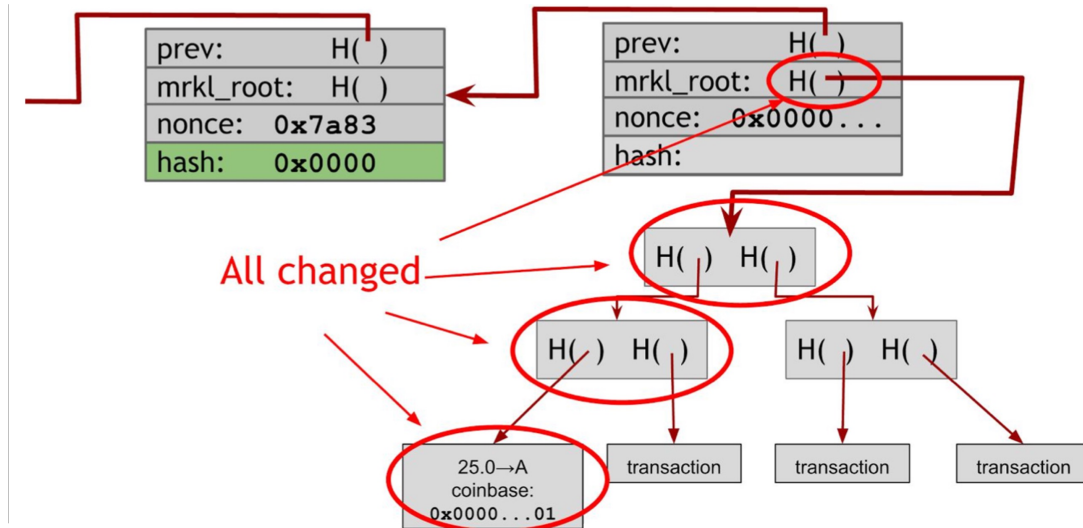 prev: H( )
mrkl_root: H( )
nonce: 0x7a83
hash: 0x0000
prev: H( )
mrkl_root: H( )
nonce: 0x0000...
hash:
All changed
H( ) H( )
H( ) H( )
H( ) H( )
25.0→A
coinbase:
0x0000...01
transaction
transaction
transaction